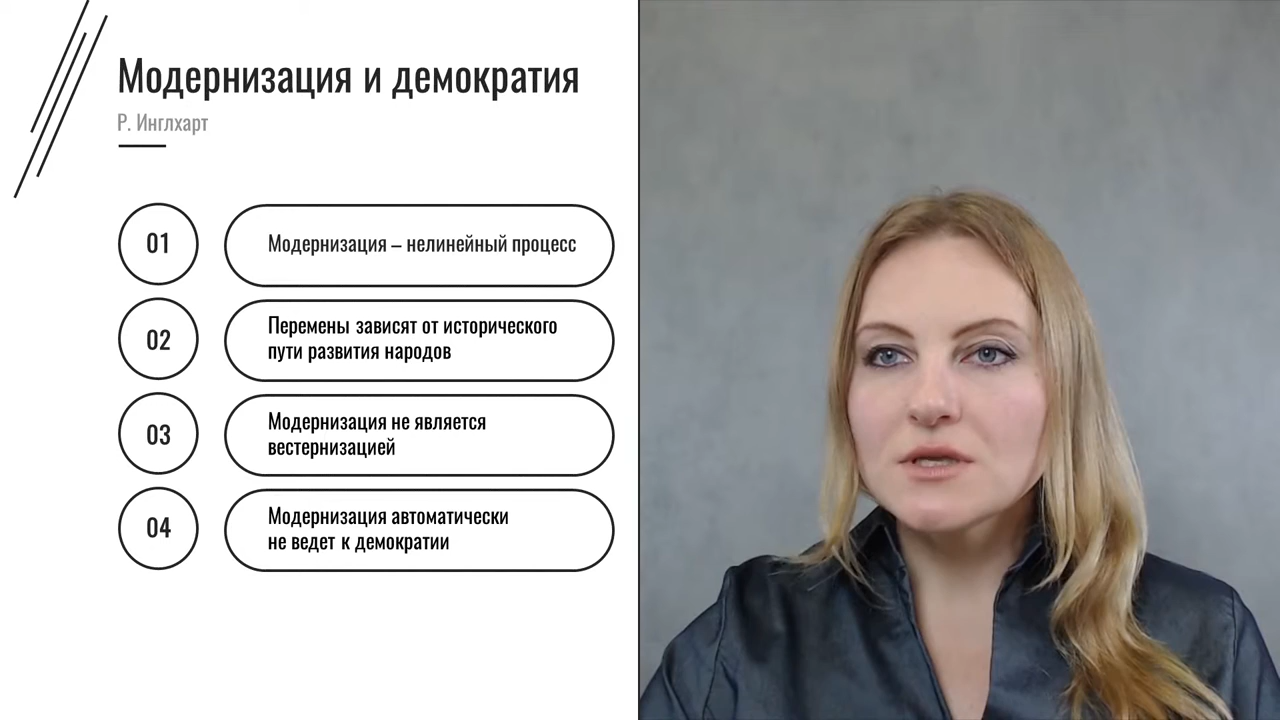 Модернизация и демократия
Р. Инглхарт
01
Модернизация – нелинейный процесс
02
Перемены зависят от исторического
пути развития народов
03
Модернизация не является
вестернизацией
04
Модернизация автоматически
не ведет к демократии